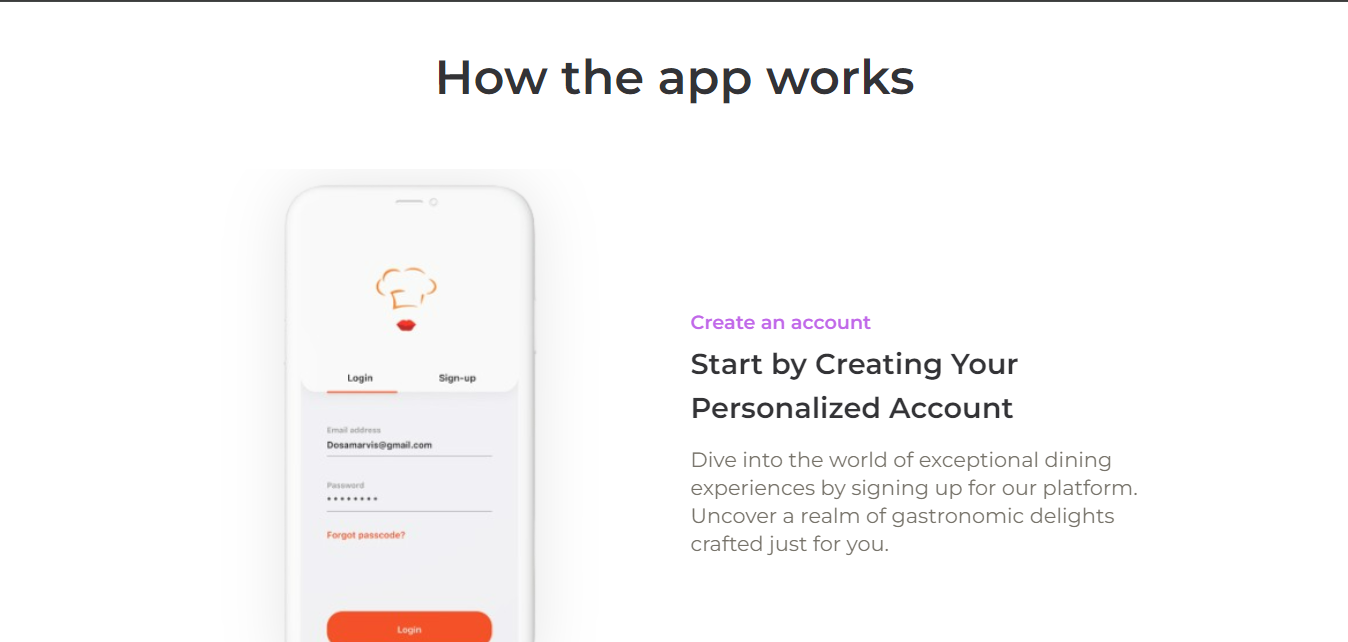 How the app works
Login
Sign-up
Email address
Dosamarvis@gmail.com
Password
Forgot passcode?
Login
Create an account
Start by Creating Your
Personalized Account
Dive into the world of exceptional dining
experiences by signing up for our platform.
Uncover a realm of gastronomic delights
crafted just for you.